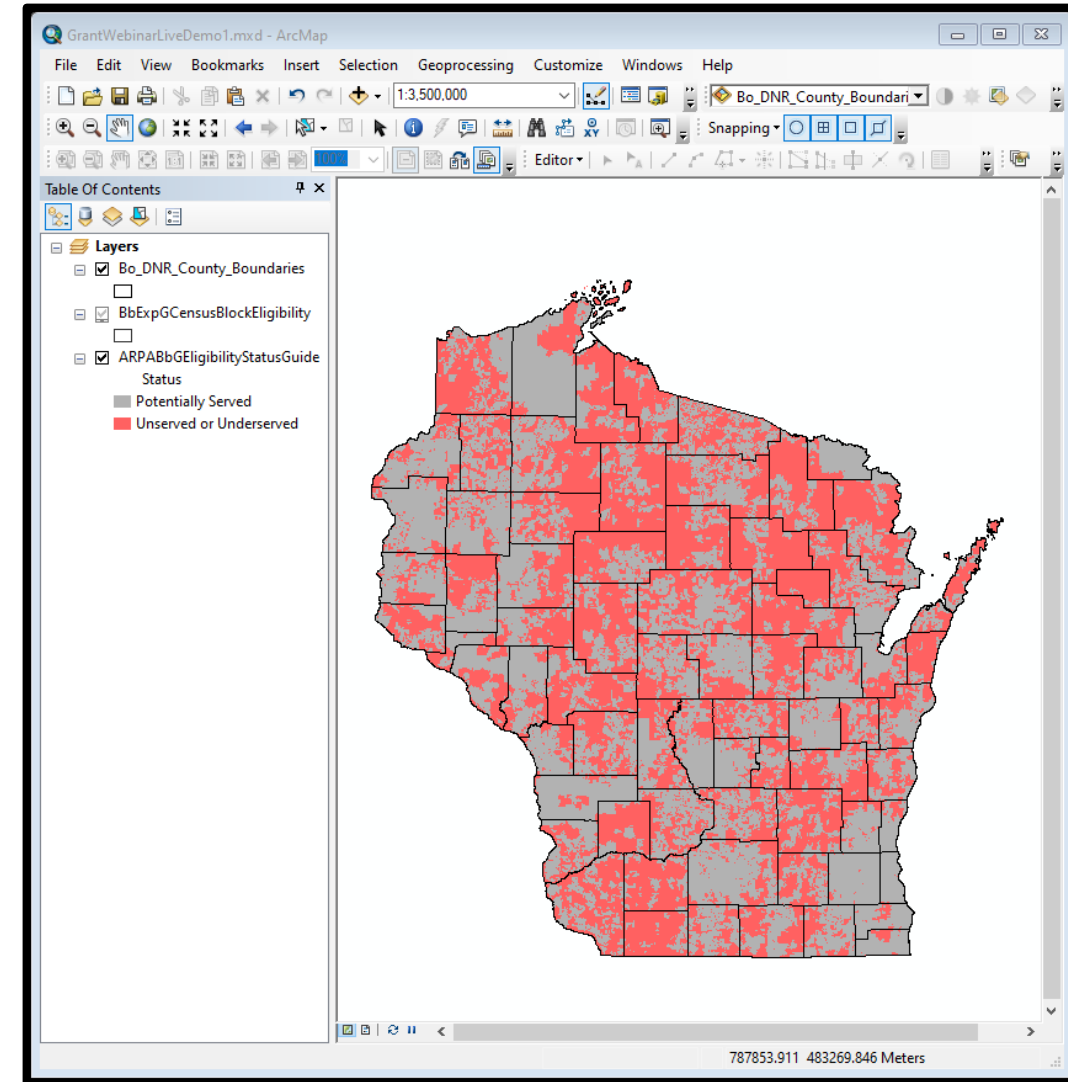 GrantWebinarLiveDemo1.mxd - ArcMap
File Edit View Bookmarks Insert Selection Geoprocessing Customize Windows Help
1:3,500,000 Bo_DNR_County_Boundari
Snapping
100% Editor
Table Of Contents
Layers
Bo_DNR_County_Boundaries
BbExpGCensusBlockEligibility
ARPABbGEligibilityStatusGuide
Status
Potentially Served
Unserved or Underserved
787853.911 483269.846 Meters